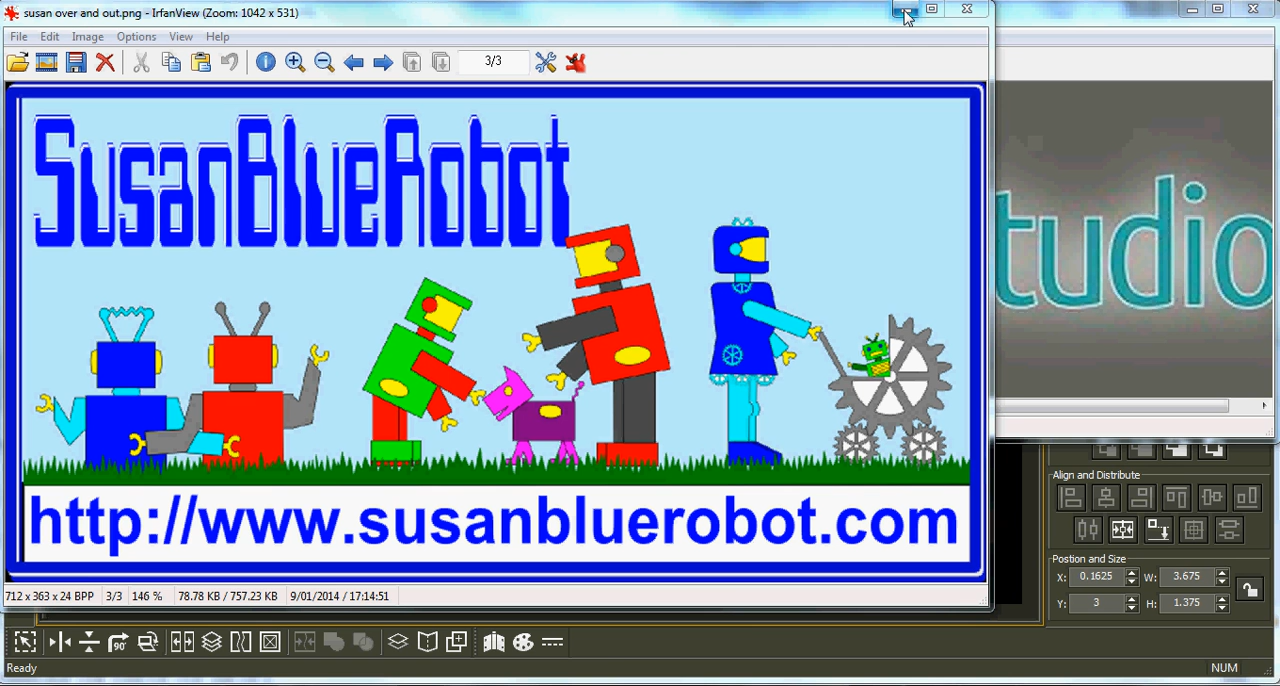 susan over and out.png - IrfanView (Zoom: 1042 x 531)
File Edit Image Options View Help
3/3
SusanBlueRobot
tudio
http://www.susanbluerobot.com
Align and Distribute
Postion and Size
X: 0.1625 W: 3.675
Y: 3 H: 1.375
712 x 363 x 24 BPP 3/3 146 % 78.78 KB / 757.23 KB 9/01/2014 / 17:14:51
90°
Ready NUM